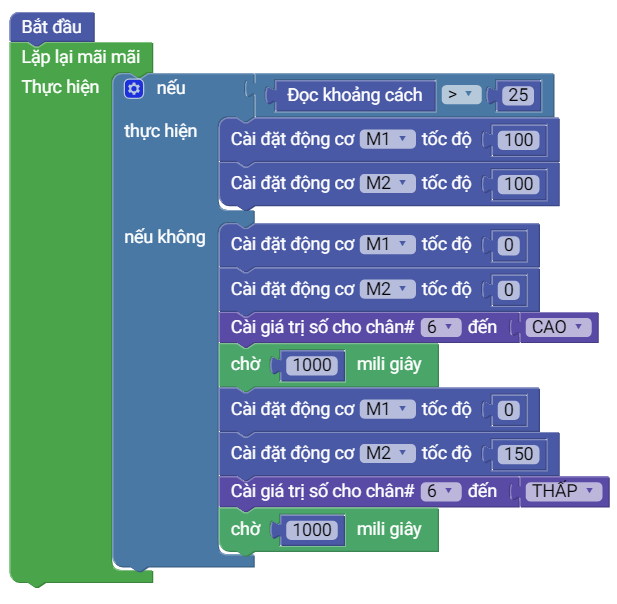 Bắt đầu
Lặp lại mãi mãi
Thực hiện nếu Đọc khoảng cách > 25
thực hiện Cài đặt động cơ M1 tốc độ 100
Cài đặt động cơ M2 tốc độ 100
nếu không Cài đặt động cơ M1 tốc độ 0
Cài đặt động cơ M2 tốc độ 0
Cài giá trị số cho chân# 6 đến CAO
chờ 1000 mili giây
Cài đặt động cơ M1 tốc độ 0
Cài đặt động cơ M2 tốc độ 150
Cài giá trị số cho chân# 6 đến THẤP
chờ 1000 mili giây